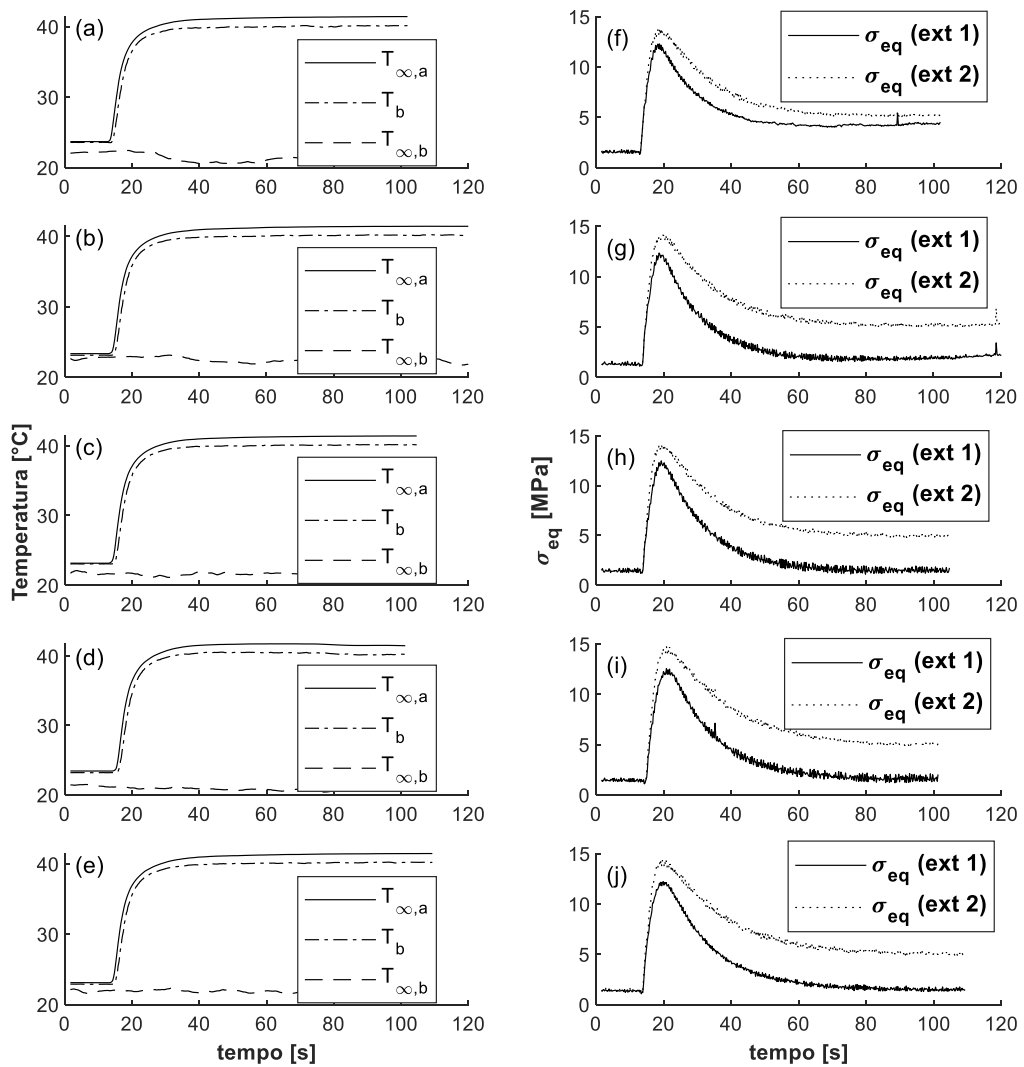 (a)
40
30
20
0 20 40 60 80 100 120
T∞,a
Tb
T∞,b
(f)
15
10
5
0
0 20 40 60 80 100 120
σeq (ext 1)
σeq (ext 2)
(b)
40
30
20
0 20 40 60 80 100 120
T∞,a
Tb
T∞,b
(g)
15
10
5
0
0 20 40 60 80 100 120
σeq (ext 1)
σeq (ext 2)
Temperatura [°C]
(c)
40
30
20
0 20 40 60 80 100 120
T∞,a
Tb
T∞,b
σeq [MPa]
(h)
15
10
5
0
0 20 40 60 80 100 120
σeq (ext 1)
σeq (ext 2)
(d)
40
30
20
0 20 40 60 80 100 120
T∞,a
Tb
T∞,b
(i)
15
10
5
0
0 20 40 60 80 100 120
σeq (ext 1)
σeq (ext 2)
(e)
40
30
20
0 20 40 60 80 100 120
T∞,a
Tb
T∞,b
tempo [s]
(j)
15
10
5
0
0 20 40 60 80 100 120
σeq (ext 1)
σeq (ext 2)
tempo [s]